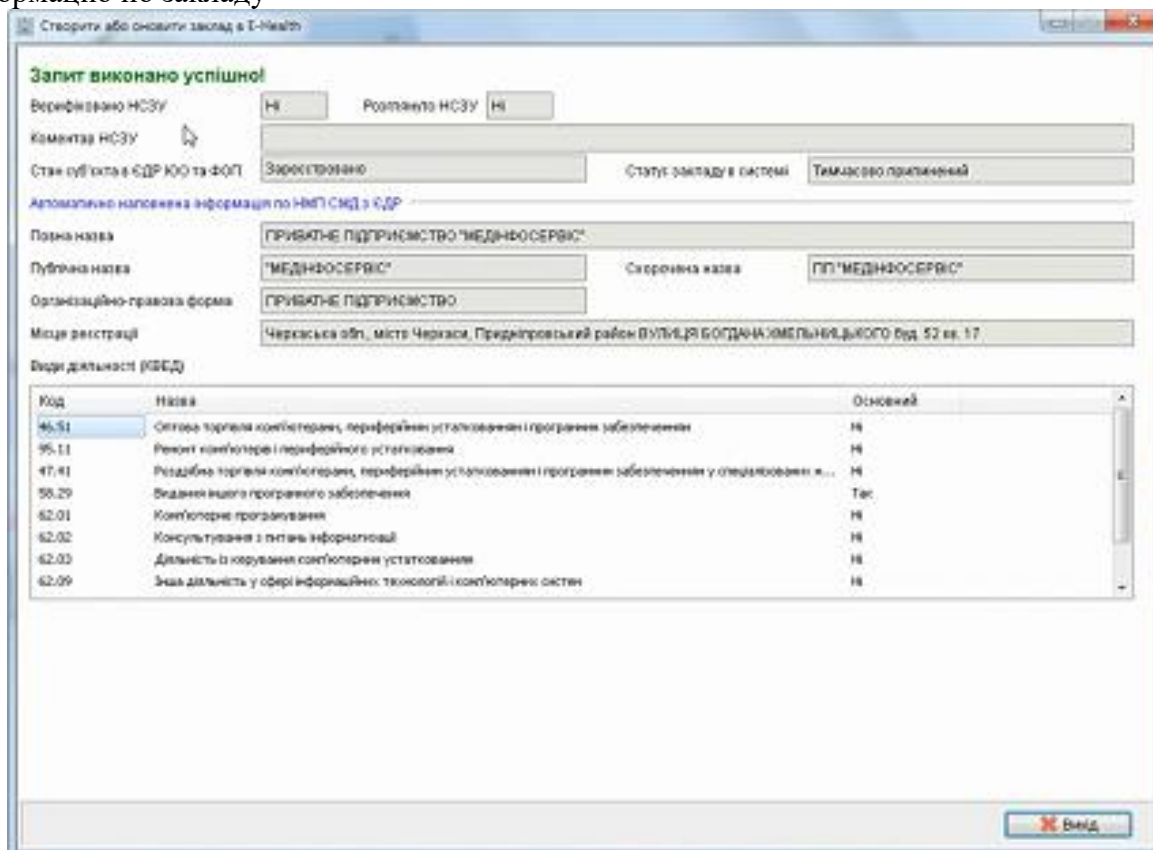 формацію по закладу
Створити або оновити заклад в E-Health
Запит виконано успішно!
Верифіковано НСЗУ Ні Розглянуто НСЗУ Ні
Коментар НСЗУ
Стан суб'єкта в ЄДР ЮО та ФОП Зареєстровано Статус закладу в системі Тимчасово припинений
Автоматично наповнена інформація по НМП СМД з ЄДР
Повна назва ПРИВАТНЕ ПІДПРИЄМСТВО "МЕДІНФОСЕРВІС"
Публічна назва "МЕДІНФОСЕРВІС" Скорочена назва ПП "МЕДІНФОСЕРВІС"
Організаційно-правова форма ПРИВАТНЕ ПІДПРИЄМСТВО
Місце реєстрації Черкаська обл., місто Черкаси, Придніпровський район ВУЛИЦЯ БОГДАНА ХМЕЛЬНИЦЬКОГО буд. 52 кв. 17
Види діяльності (КВЕД)
Код Назва Основний
46.51 Оптова торгівля комп'ютерами, периферійним устаткованням і програмним забезпеченням Ні
95.11 Ремонт комп'ютерів і периферійного устатковання Ні
47.41 Роздрібна торгівля комп'ютерами, периферійним устаткованням і програмним забезпеченням у спеціалізованих м... Ні
58.29 Видання іншого програмного забезпечення Так
62.01 Комп'ютерне програмування Ні
62.02 Консультування з питань інформатизації Ні
62.03 Діяльність із керування комп'ютерним устаткованням Ні
62.09 Інша діяльність у сфері інформаційних технологій і комп'ютерних систем Ні
Вихід